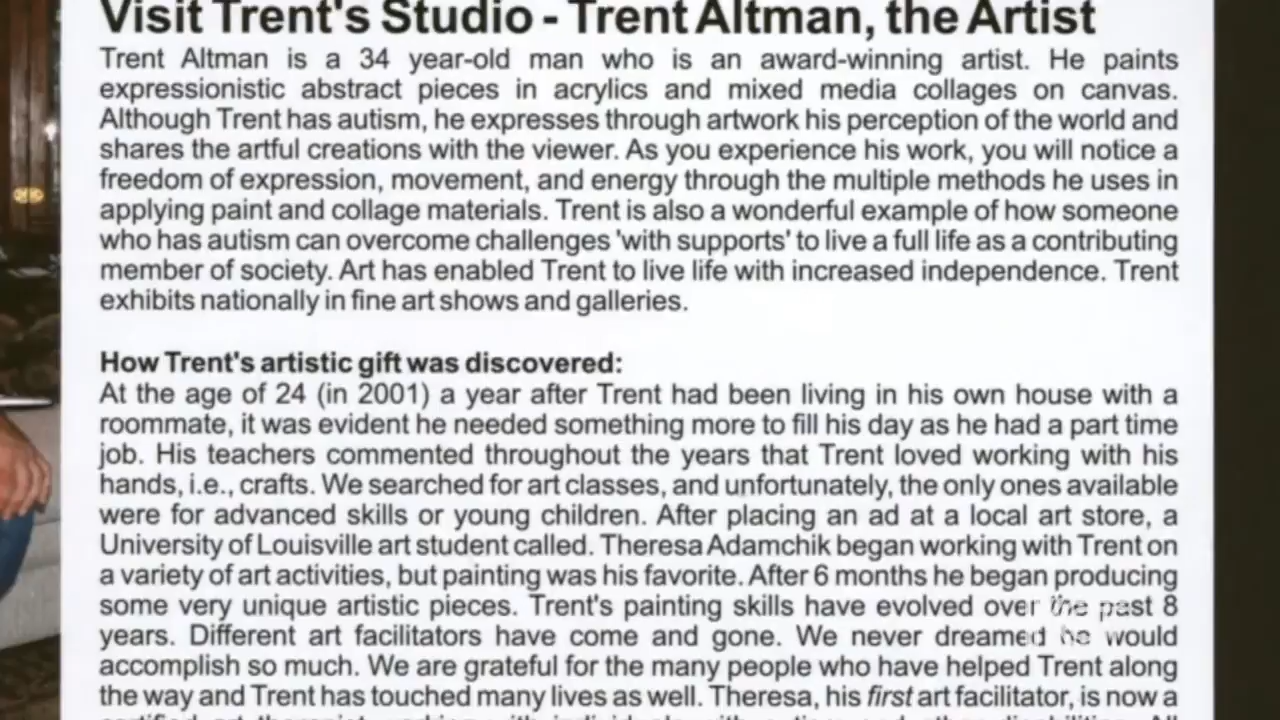 Visit Trent's Studio - Trent Altman, the Artist
Trent Altman is a 34 year-old man who is an award-winning artist. He paints
expressionistic abstract pieces in acrylics and mixed media collages on canvas.
Although Trent has autism, he expresses through artwork his perception of the world and
shares the artful creations with the viewer. As you experience his work, you will notice a
freedom of expression, movement, and energy through the multiple methods he uses in
applying paint and collage materials. Trent is also a wonderful example of how someone
who has autism can overcome challenges 'with supports' to live a full life as a contributing
member of society. Art has enabled Trent to live life with increased independence. Trent
exhibits nationally in fine art shows and galleries.
How Trent's artistic gift was discovered:
At the age of 24 (in 2001) a year after Trent had been living in his own house with a
roommate, it was evident he needed something more to fill his day as he had a part time
job. His teachers commented throughout the years that Trent loved working with his
hands, i.e., crafts. We searched for art classes, and unfortunately, the only ones available
were for advanced skills or young children. After placing an ad at a local art store, a
University of Louisville art student called. Theresa Adamchik began working with Trent on
a variety of art activities, but painting was his favorite. After 6 months he began producing
some very unique artistic pieces. Trent's painting skills have evolved over the past 8
years. Different art facilitators have come and gone. We never dreamed he would
accomplish so much. We are grateful for the many people who have helped Trent along
the way and Trent has touched many lives as well. Theresa, his first art facilitator, is now a
certified art therapist working with individuals with autism and other disabilities. All